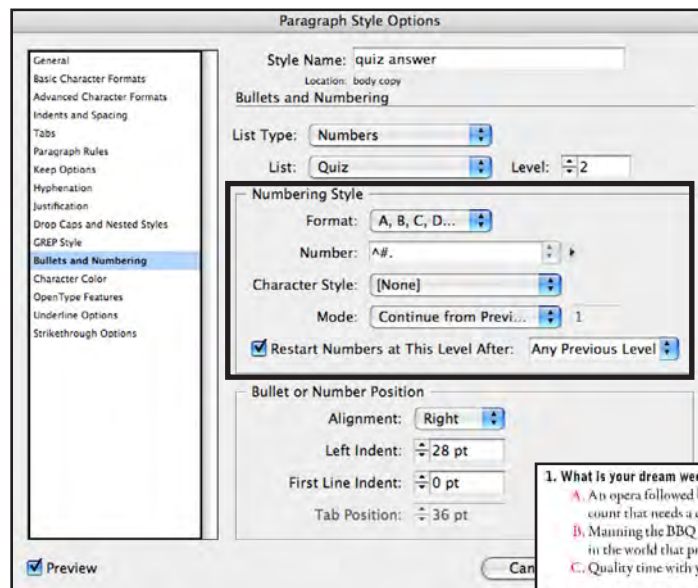 Paragraph Style Options
General
Basic Character Formats
Advanced Character Formats
Indents and Spacing
Tabs
Paragraph Rules
Keep Options
Hyphenation
Justification
Drop Caps and Nested Styles
GREP Style
Bullets and Numbering
Character Color
OpenType Features
Underline Options
Strikethrough Options
Style Name: quiz answer
Location: body copy
Bullets and Numbering
List Type: Numbers
List: Quiz Level: 2
Numbering Style
Format: A, B, C, D...
Number: ^#.
Character Style: [None]
Mode: Continue from Previ... 1
Restart Numbers at This Level After: Any Previous Level
Bullet or Number Position
Alignment: Right
Left Indent: 28 pt
First Line Indent: 0 pt
Tab Position: 36 pt
Preview
Can
1. What is your dream wee
A. An opera followed
count that needs a
B. Manning the BBQ
in the world that pr
C. Quality time with